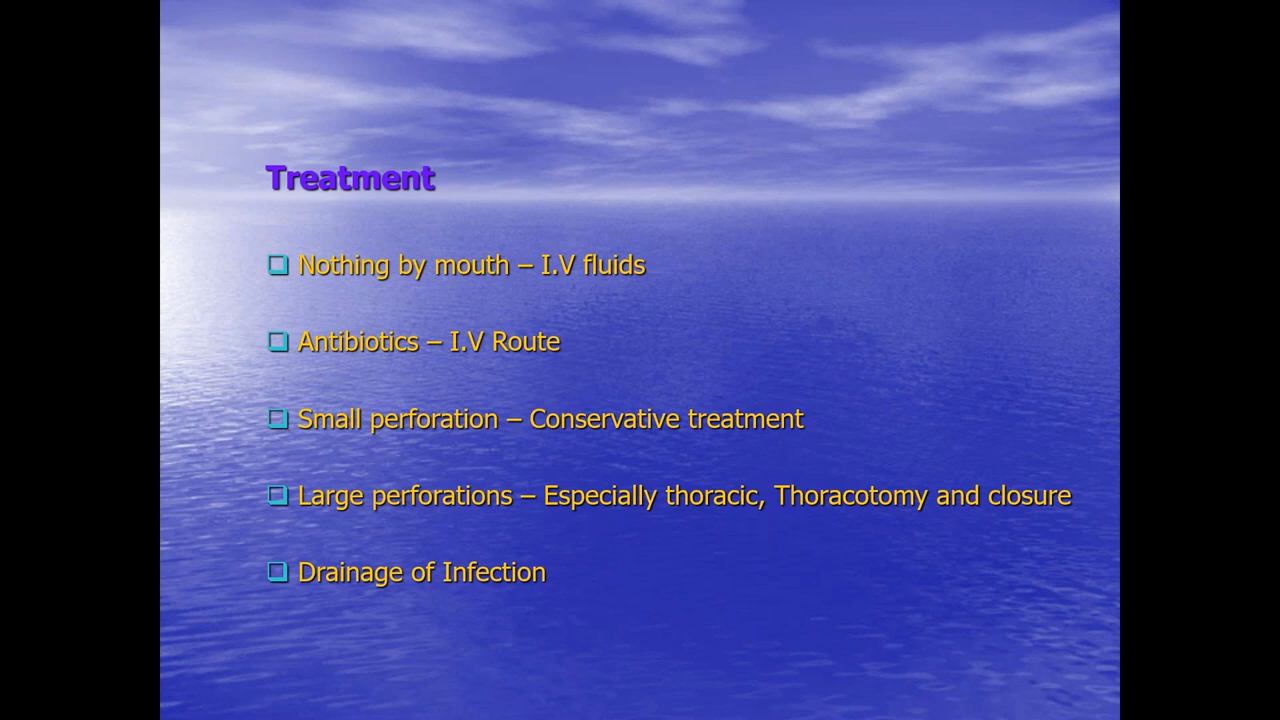 Treatment
Nothing by mouth – I.V fluids
Antibiotics – I.V Route
Small perforation – Conservative treatment
Large perforations – Especially thoracic, Thoracotomy and closure
Drainage of Infection